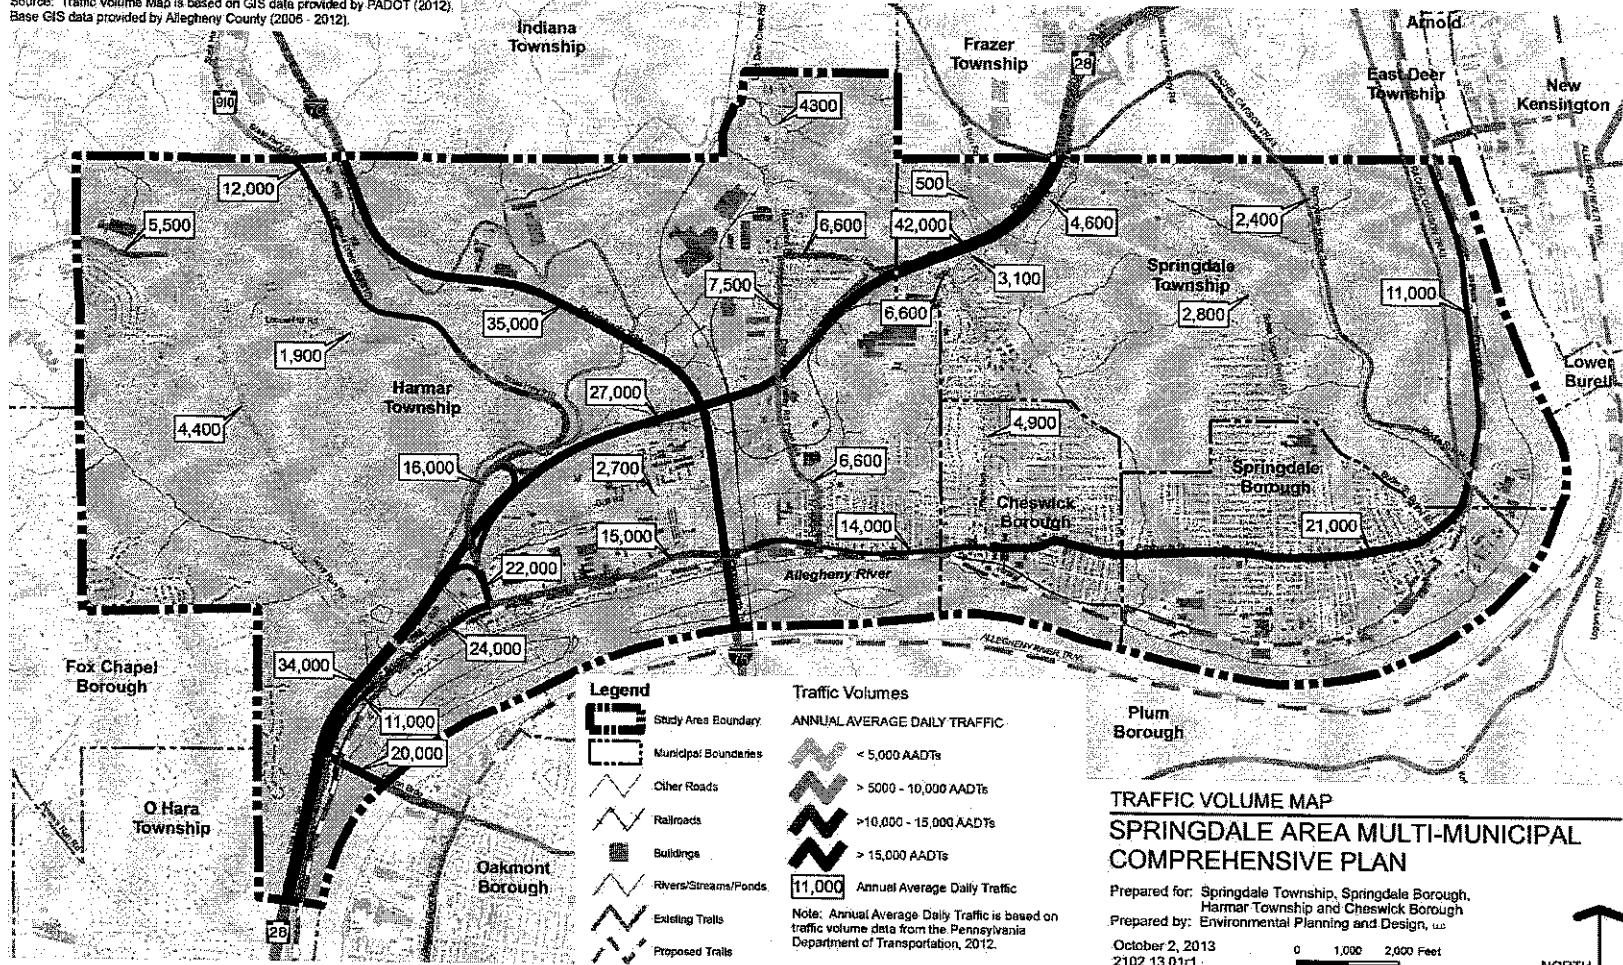 Source: Traffic Volume Map is based on GIS data provided by PADOT (2012).
Base GIS data provided by Allegheny County (2006 - 2012).
Indiana
Township
Frazer
Township
28
Arnold
East Deer
Township
New
Kensington
910
4300
RACHEL CARSON TRAIL
12,000
5,500
500
6,600
42,000
4,600
2,400
Springdale
Township
3,100
7,500
6,600
2,800
11,000
35,000
1,900
Harmar
Township
27,000
Lower
Burell
4,400
4,900
16,000
2,700
6,600
Springdale
Borough
Cheswick
Borough
15,000
14,000
21,000
22,000
Allegheny River
24,000
ALLEGHENY RIVER TRAIL
Fox Chapel
Borough
34,000
11,000
20,000
Plum
Borough
O Hara
Township
Oakmont
Borough
28
Legend
Study Area Boundary
Municipal Boundaries
Other Roads
Railroads
Buildings
Rivers/Streams/Ponds
Existing Trails
Proposed Trails
Traffic Volumes
ANNUAL AVERAGE DAILY TRAFFIC
< 5,000 AADTs
> 5000 - 10,000 AADTs
>10,000 - 15,000 AADTs
> 15,000 AADTs
11,000 Annual Average Daily Traffic
Note: Annual Average Daily Traffic is based on
traffic volume data from the Pennsylvania
Department of Transportation, 2012.
TRAFFIC VOLUME MAP
SPRINGDALE AREA MULTI-MUNICIPAL
COMPREHENSIVE PLAN
Prepared for: Springdale Township, Springdale Borough,
Harmar Township and Cheswick Borough
Prepared by: Environmental Planning and Design, LLC
October 2, 2013
2102.13.01r1
0 1,000 2,000 Feet
NORTH